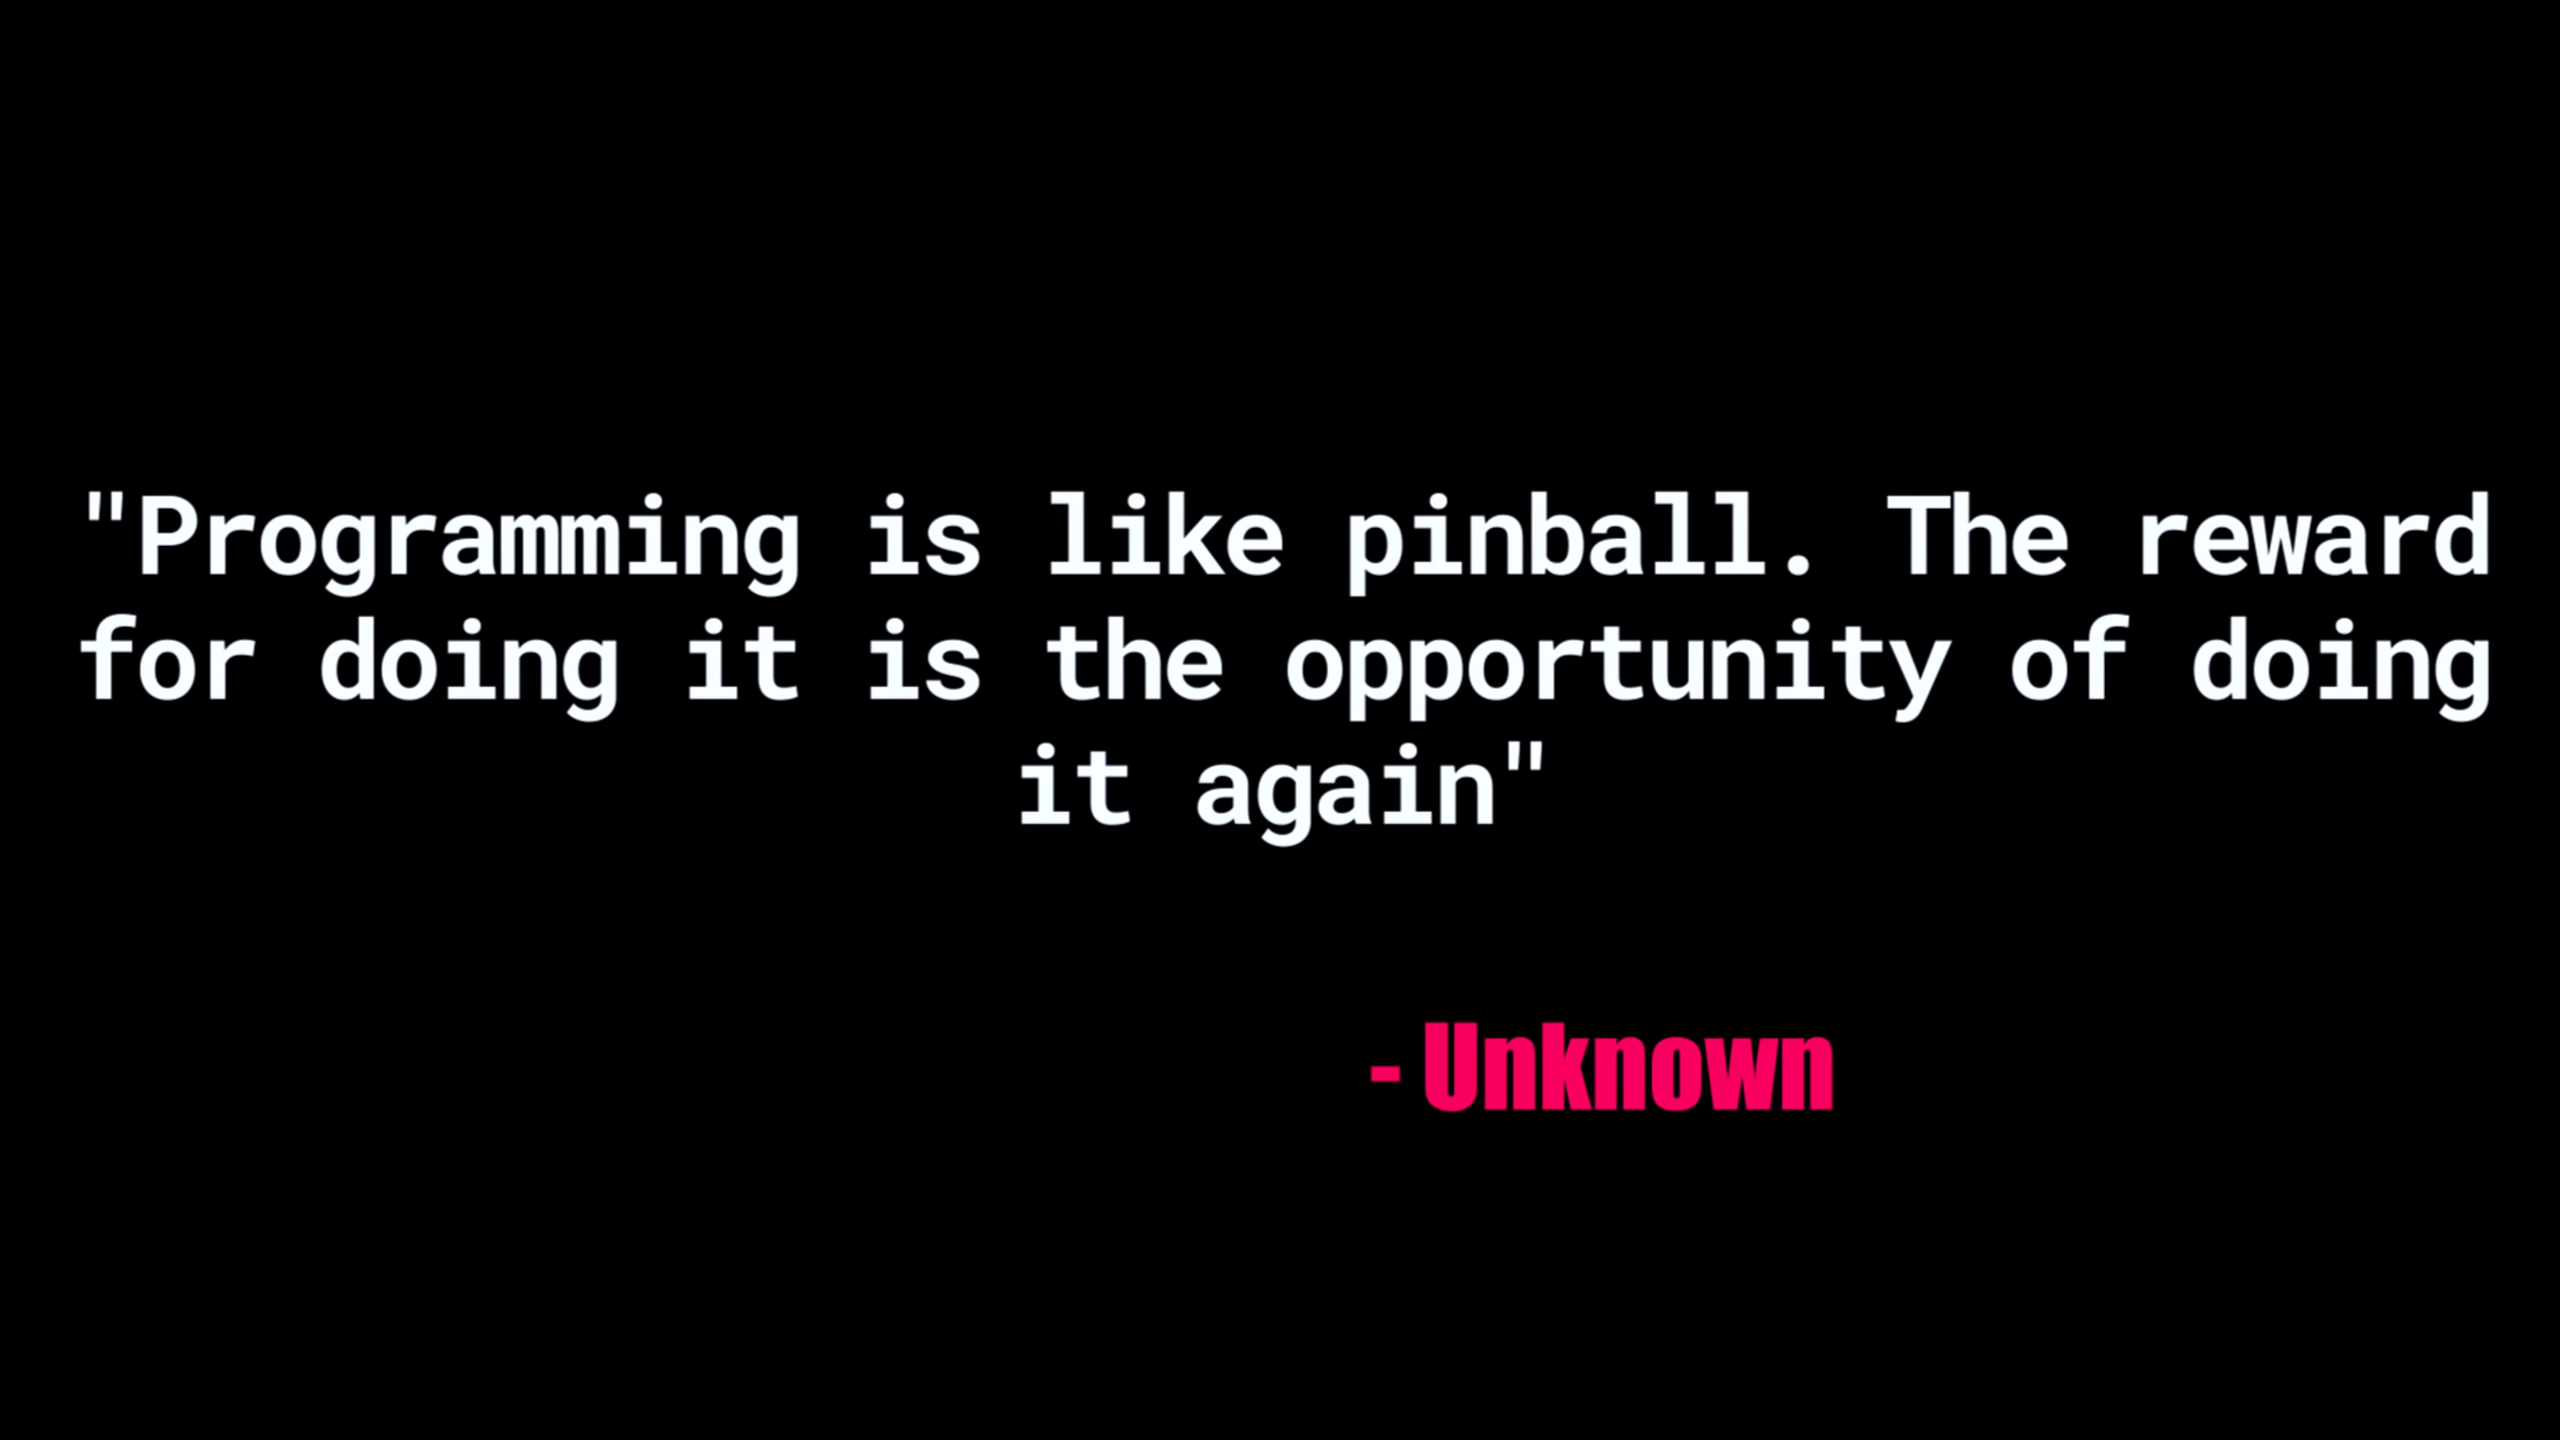 "Programming is like pinball. The reward
for doing it is the opportunity of doing
it again"
- Unknown